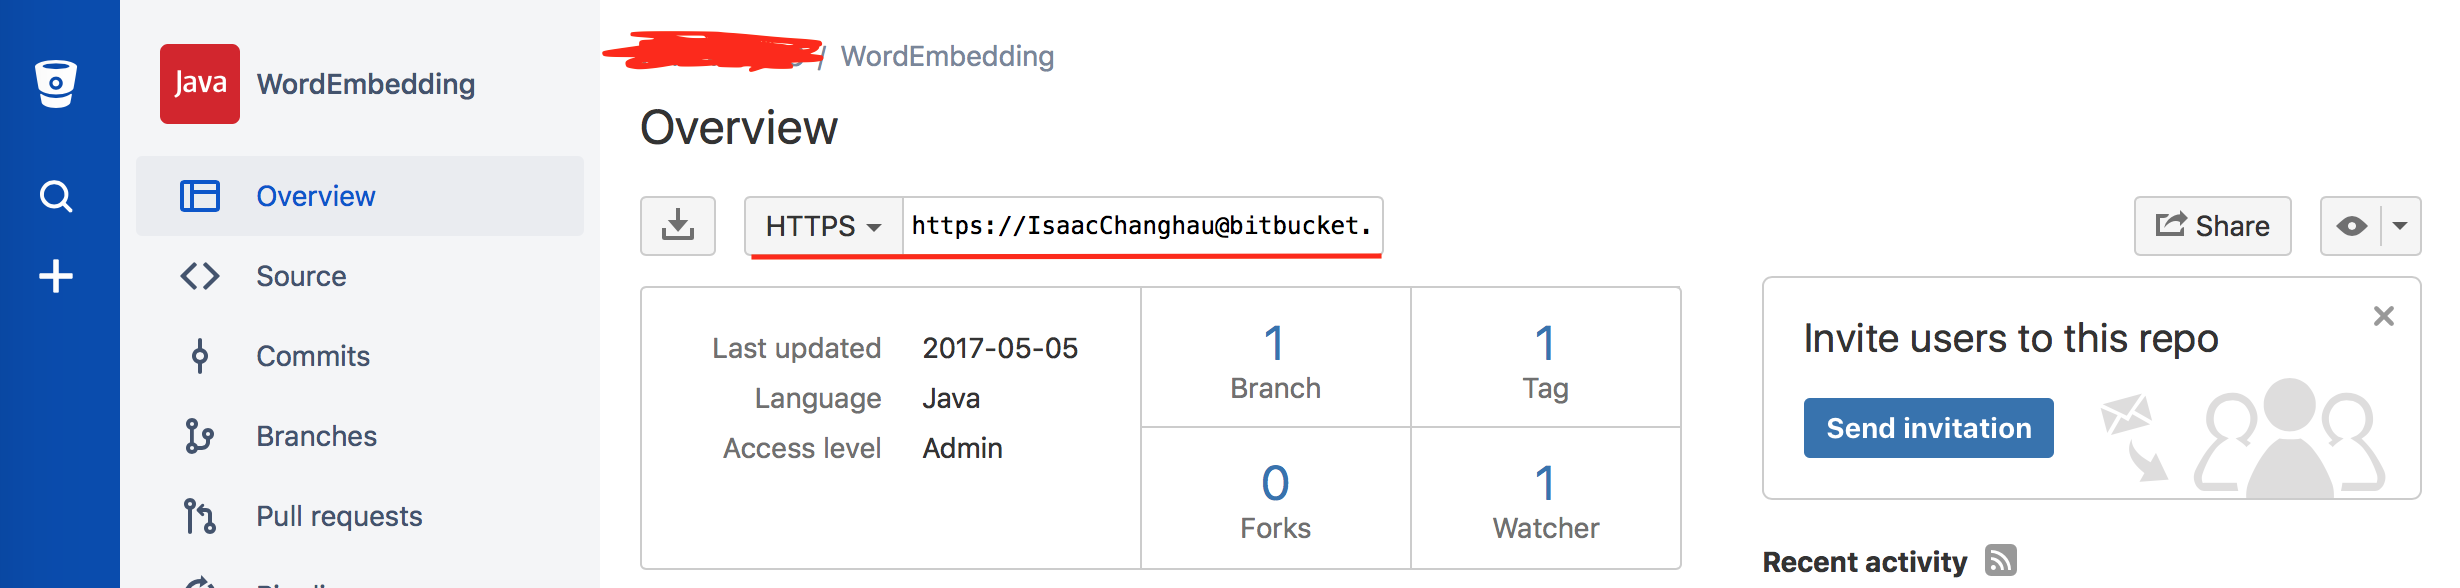 Java WordEmbedding
Overview
Source
Commits
Branches
Pull requests
/ WordEmbedding
Overview
HTTPS https://IsaacChanghau@bitbucket.
Share
Last updated 2017-05-05
Language Java
Access level Admin
1
Branch
1
Tag
0
Forks
1
Watcher
Invite users to this repo
Send invitation
Recent activity